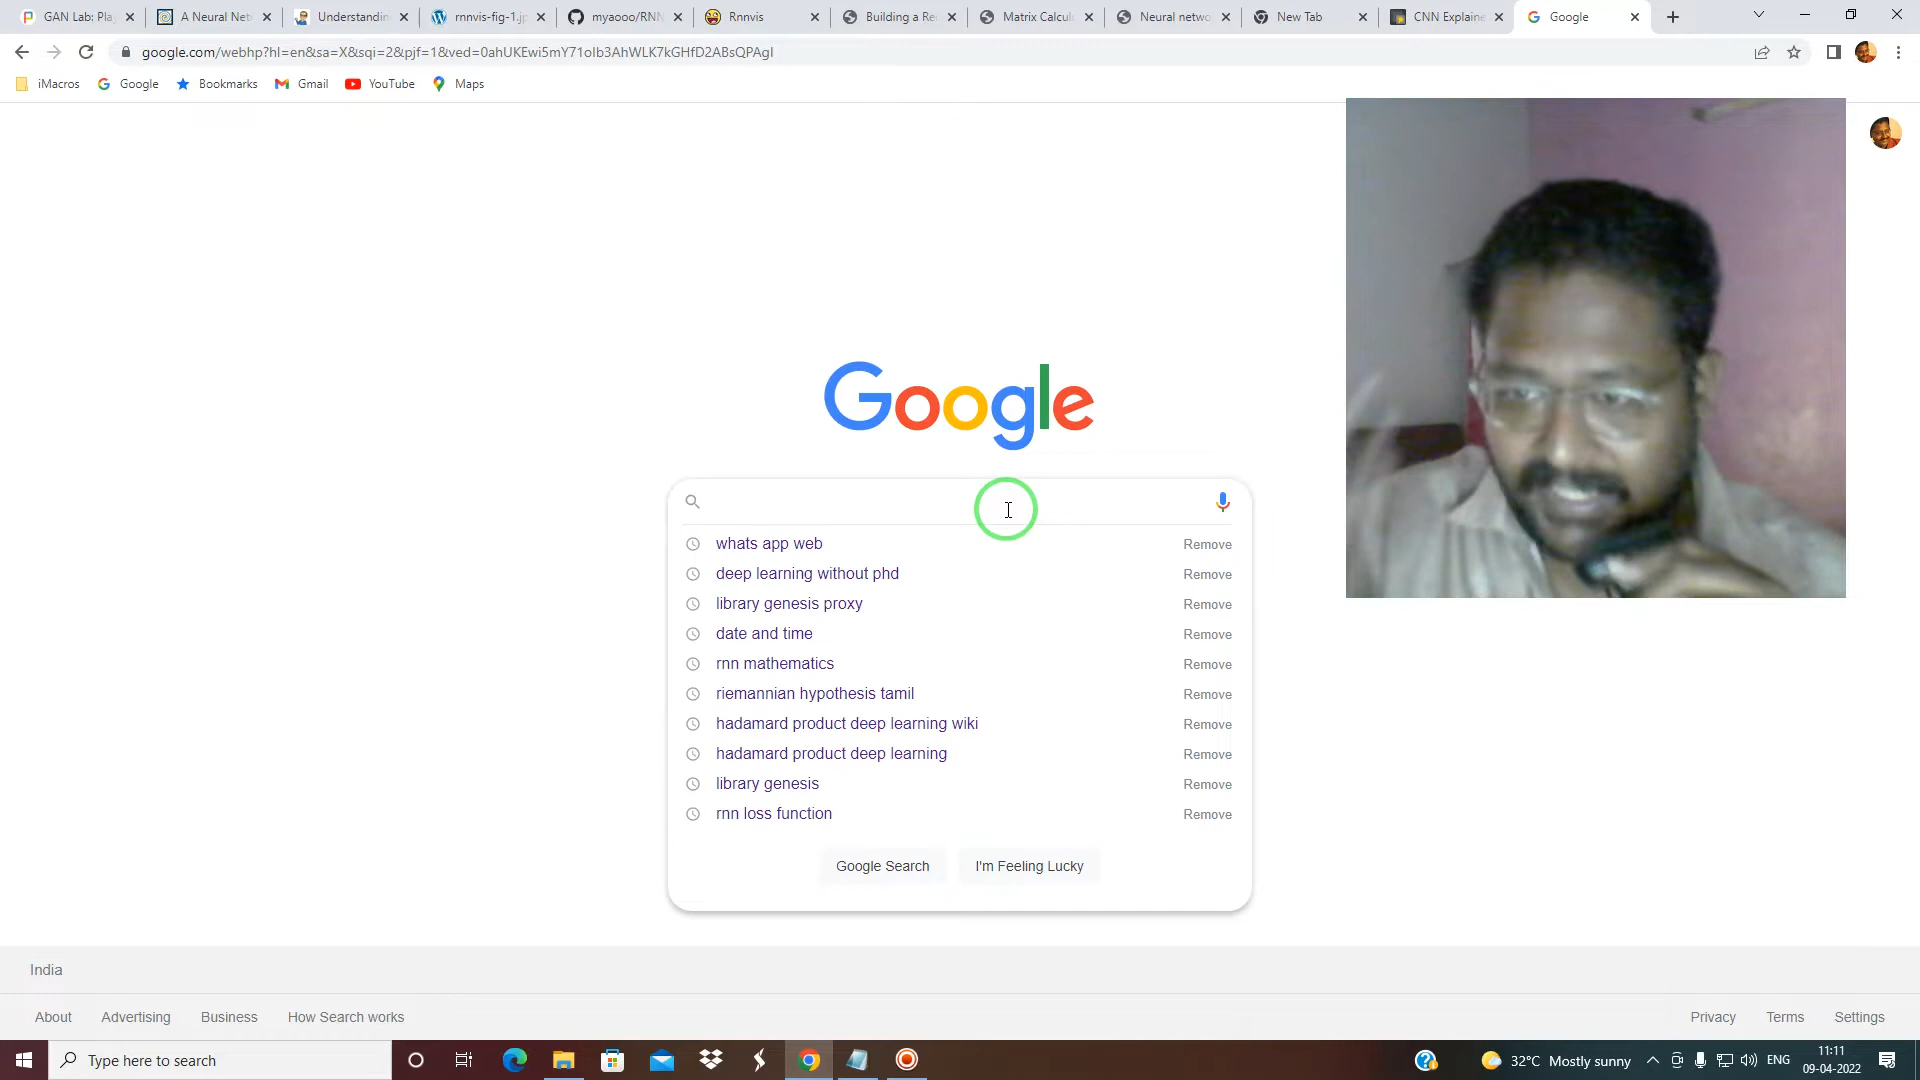 GAN Lab: Play
A Neural Net
Understandin
rnnvis-fig-1.jp
myaooo/RNN
Rnnvis
Building a Re
Matrix Calcul
Neural netwo
New Tab
CNN Explaine
Google
google.com/webhp?hl=en&sa=X&sqi=2&pjf=1&ved=0ahUKEwi5mY71oIb3AhWLK7kGHfD2ABsQPAgI
iMacros
Google
Bookmarks
Gmail
YouTube
Maps
Google
whats app web Remove
deep learning without phd Remove
library genesis proxy Remove
date and time Remove
rnn mathematics Remove
riemannian hypothesis tamil Remove
hadamard product deep learning wiki Remove
hadamard product deep learning Remove
library genesis Remove
rnn loss function Remove
Google Search I'm Feeling Lucky
India
About Advertising Business How Search works Privacy Terms Settings
Type here to search
32°C Mostly sunny
ENG
11:11
09-04-2022